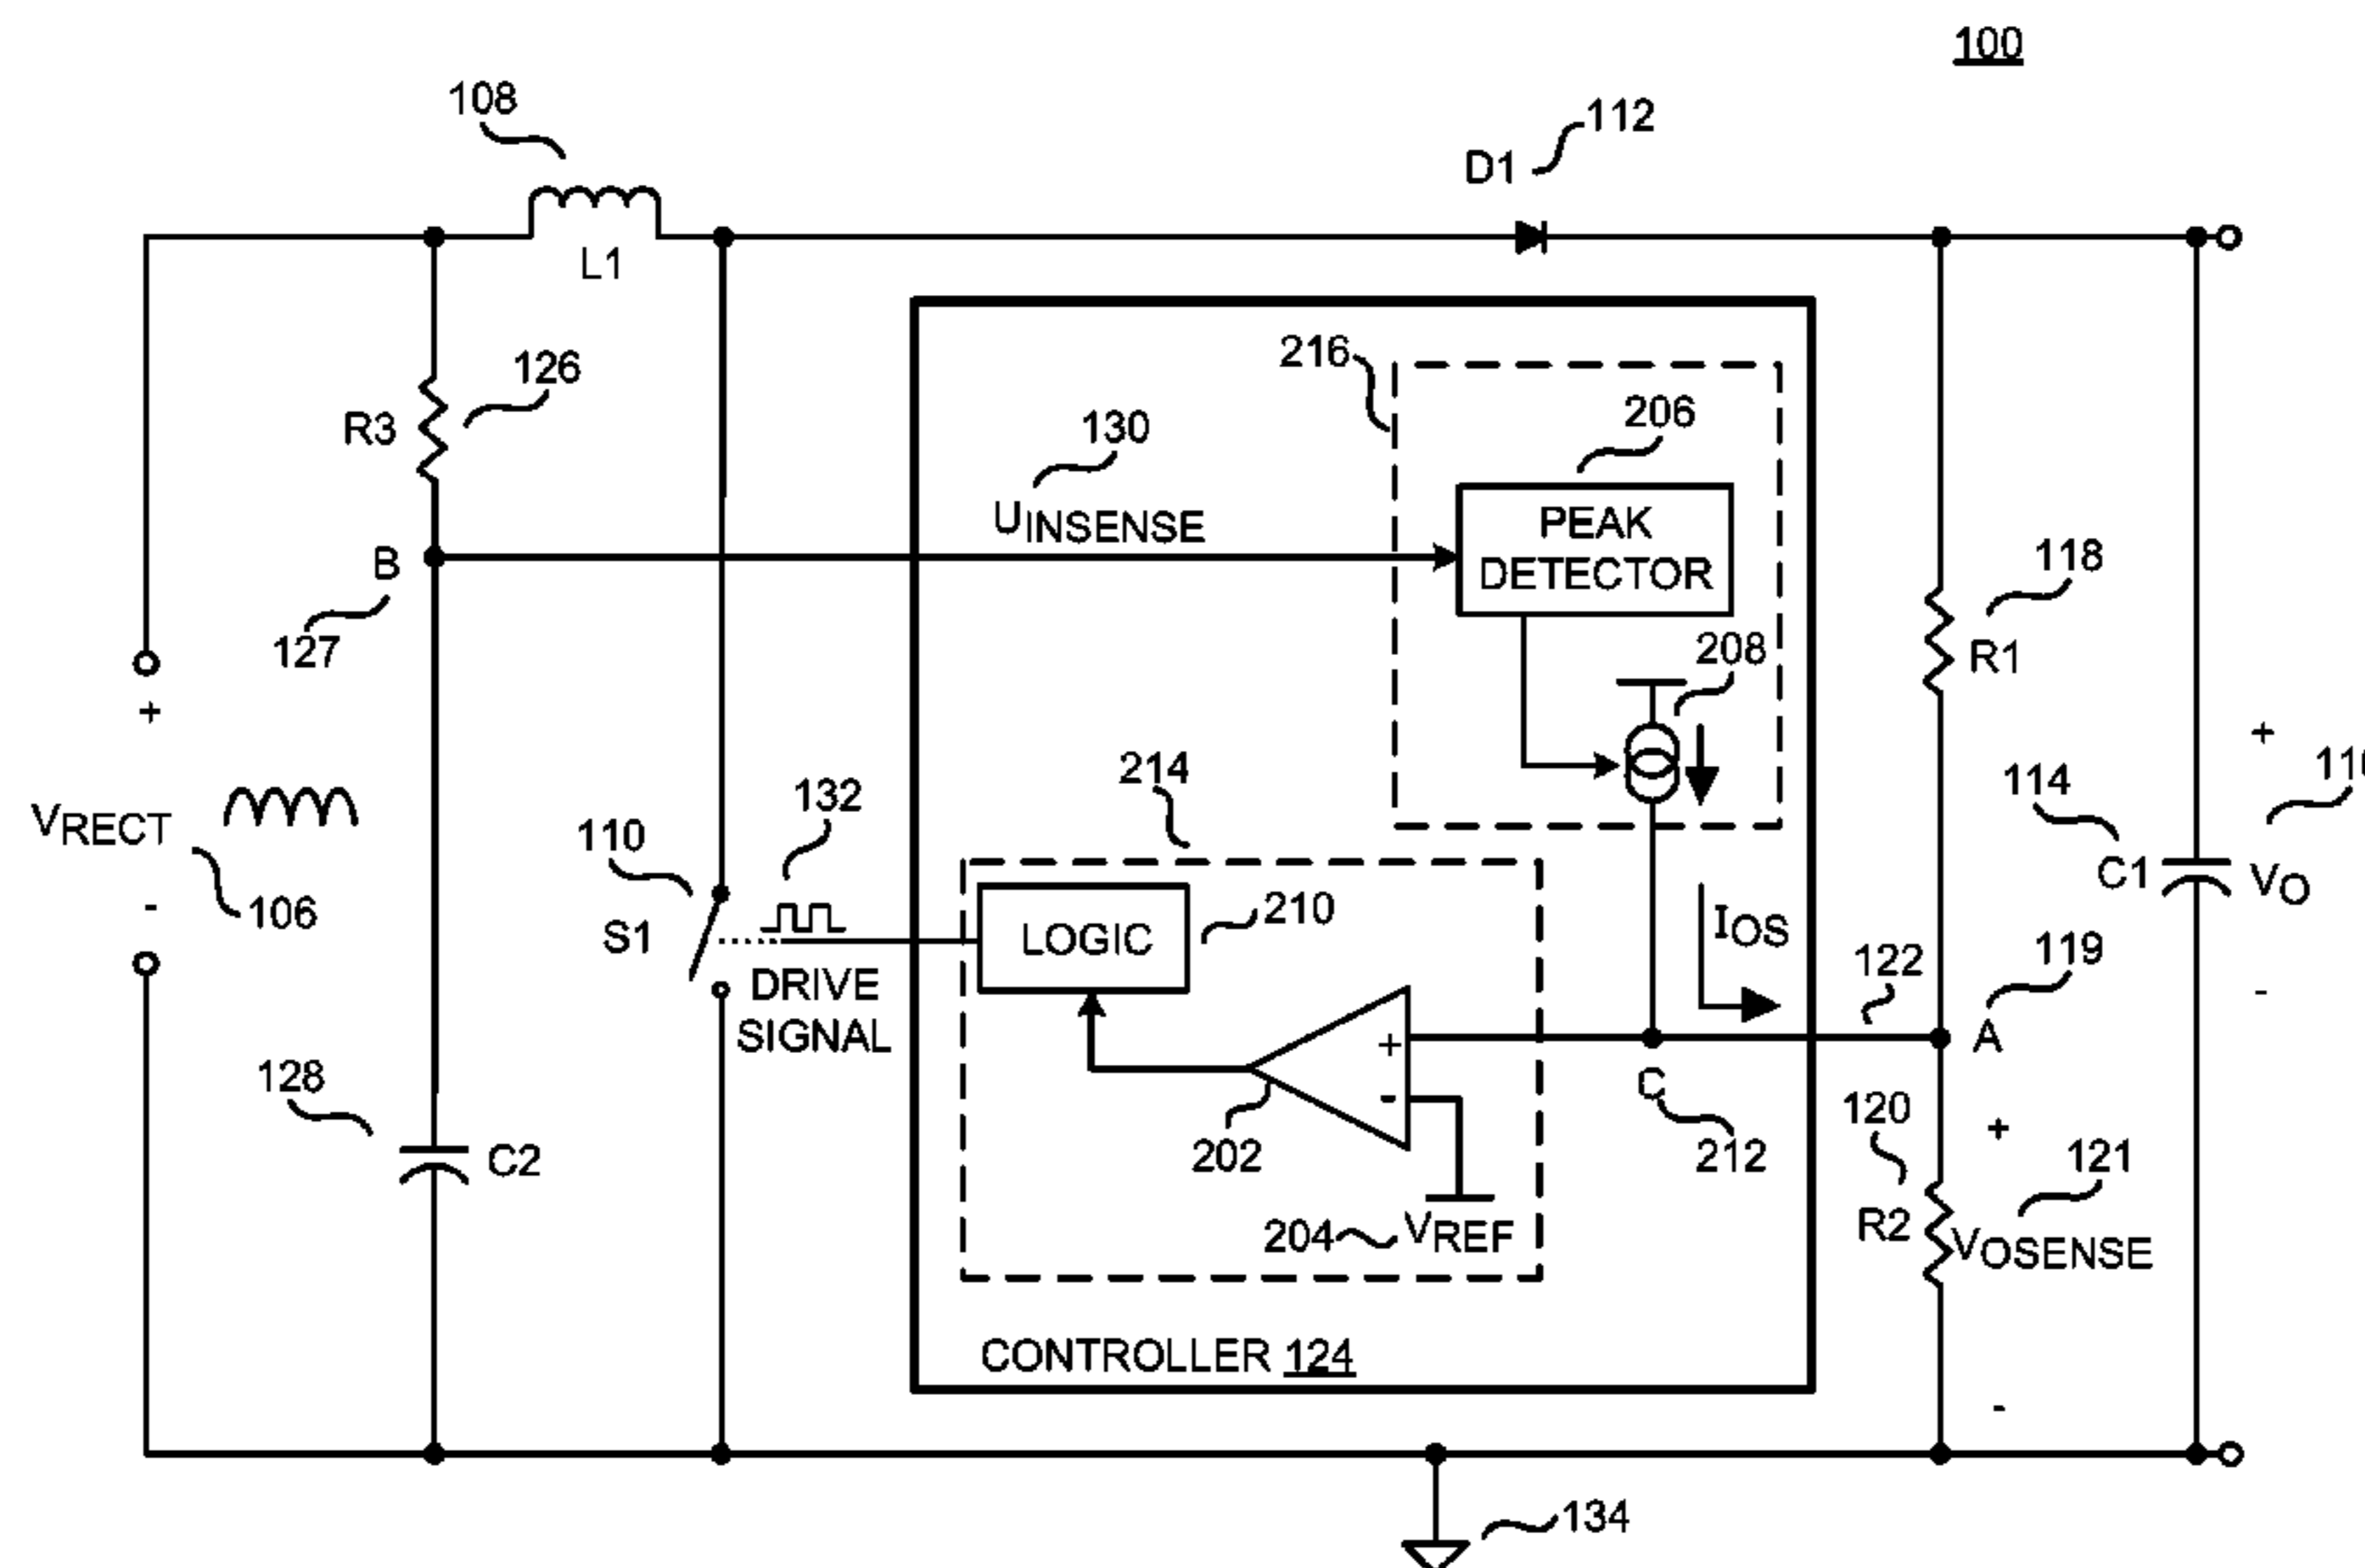 100
108
112
D1
L1
216
126
206
R3
130
UINSENSE
PEAK
DETECTOR
118
B
127
208
R1
+
+
214
132
114
VRECT
110
C1
VO
106
-
210
LOGIC
IOS
S1
122
119
DRIVE
SIGNAL
-
+
A
128
C
-
120
+
C2
202
212
121
R2
204
VREF
VOSENSE
CONTROLLER 124
-
134